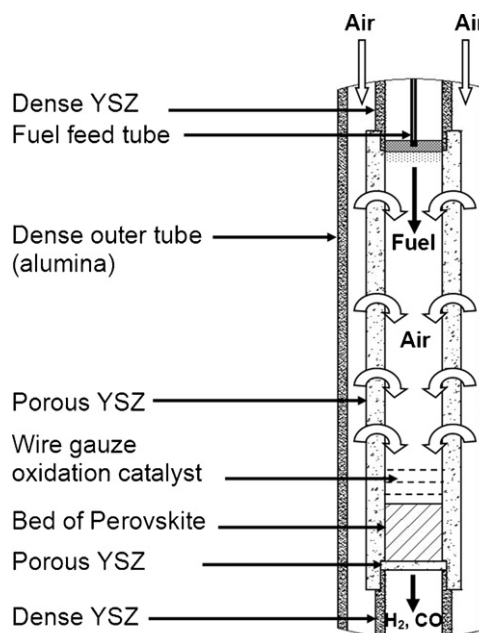 Air
Ai
Dense YSZ
Fuel feed tube
Dense outer tube
(alumina)
Fuel
Air
Porous YSZ
Wire gauze
oxidation catalyst
Bed of Perovskite
Porous YSZ
Dense YSZ
H₂, CO